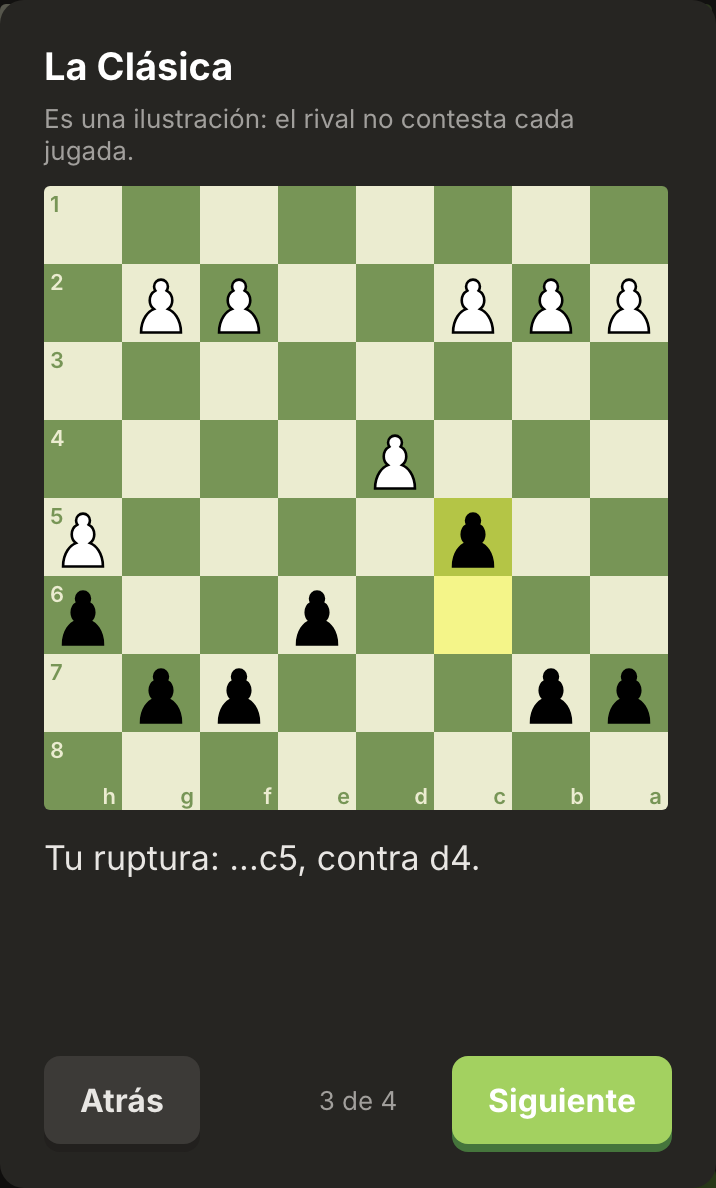 La Clásica
Es una ilustración: el rival no contesta cada
jugada.
1
2
3
4
5
6
7
8
h g f e d c b a
Tu ruptura: ...c5, contra d4.
Atrás 3 de 4 Siguiente